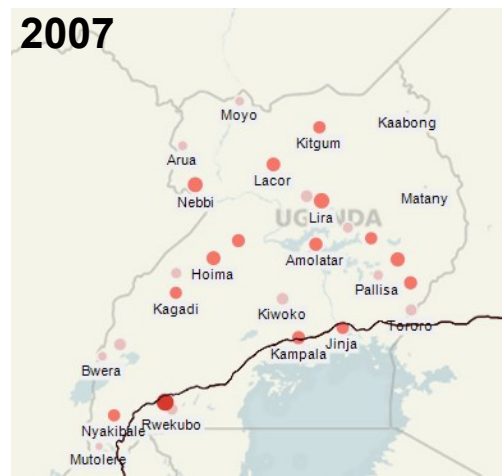 2007
Moyo
Kaabong
Kitgum
Arua
Lacor
Nebbi
Matany
Lira
UGANDA
Amolatar
Hoima
Pallisa
Kagadi
Kiwoko
Tororo
Jinja
Kampala
Bwera
Rwekubo
Nyakibale
Mutolere